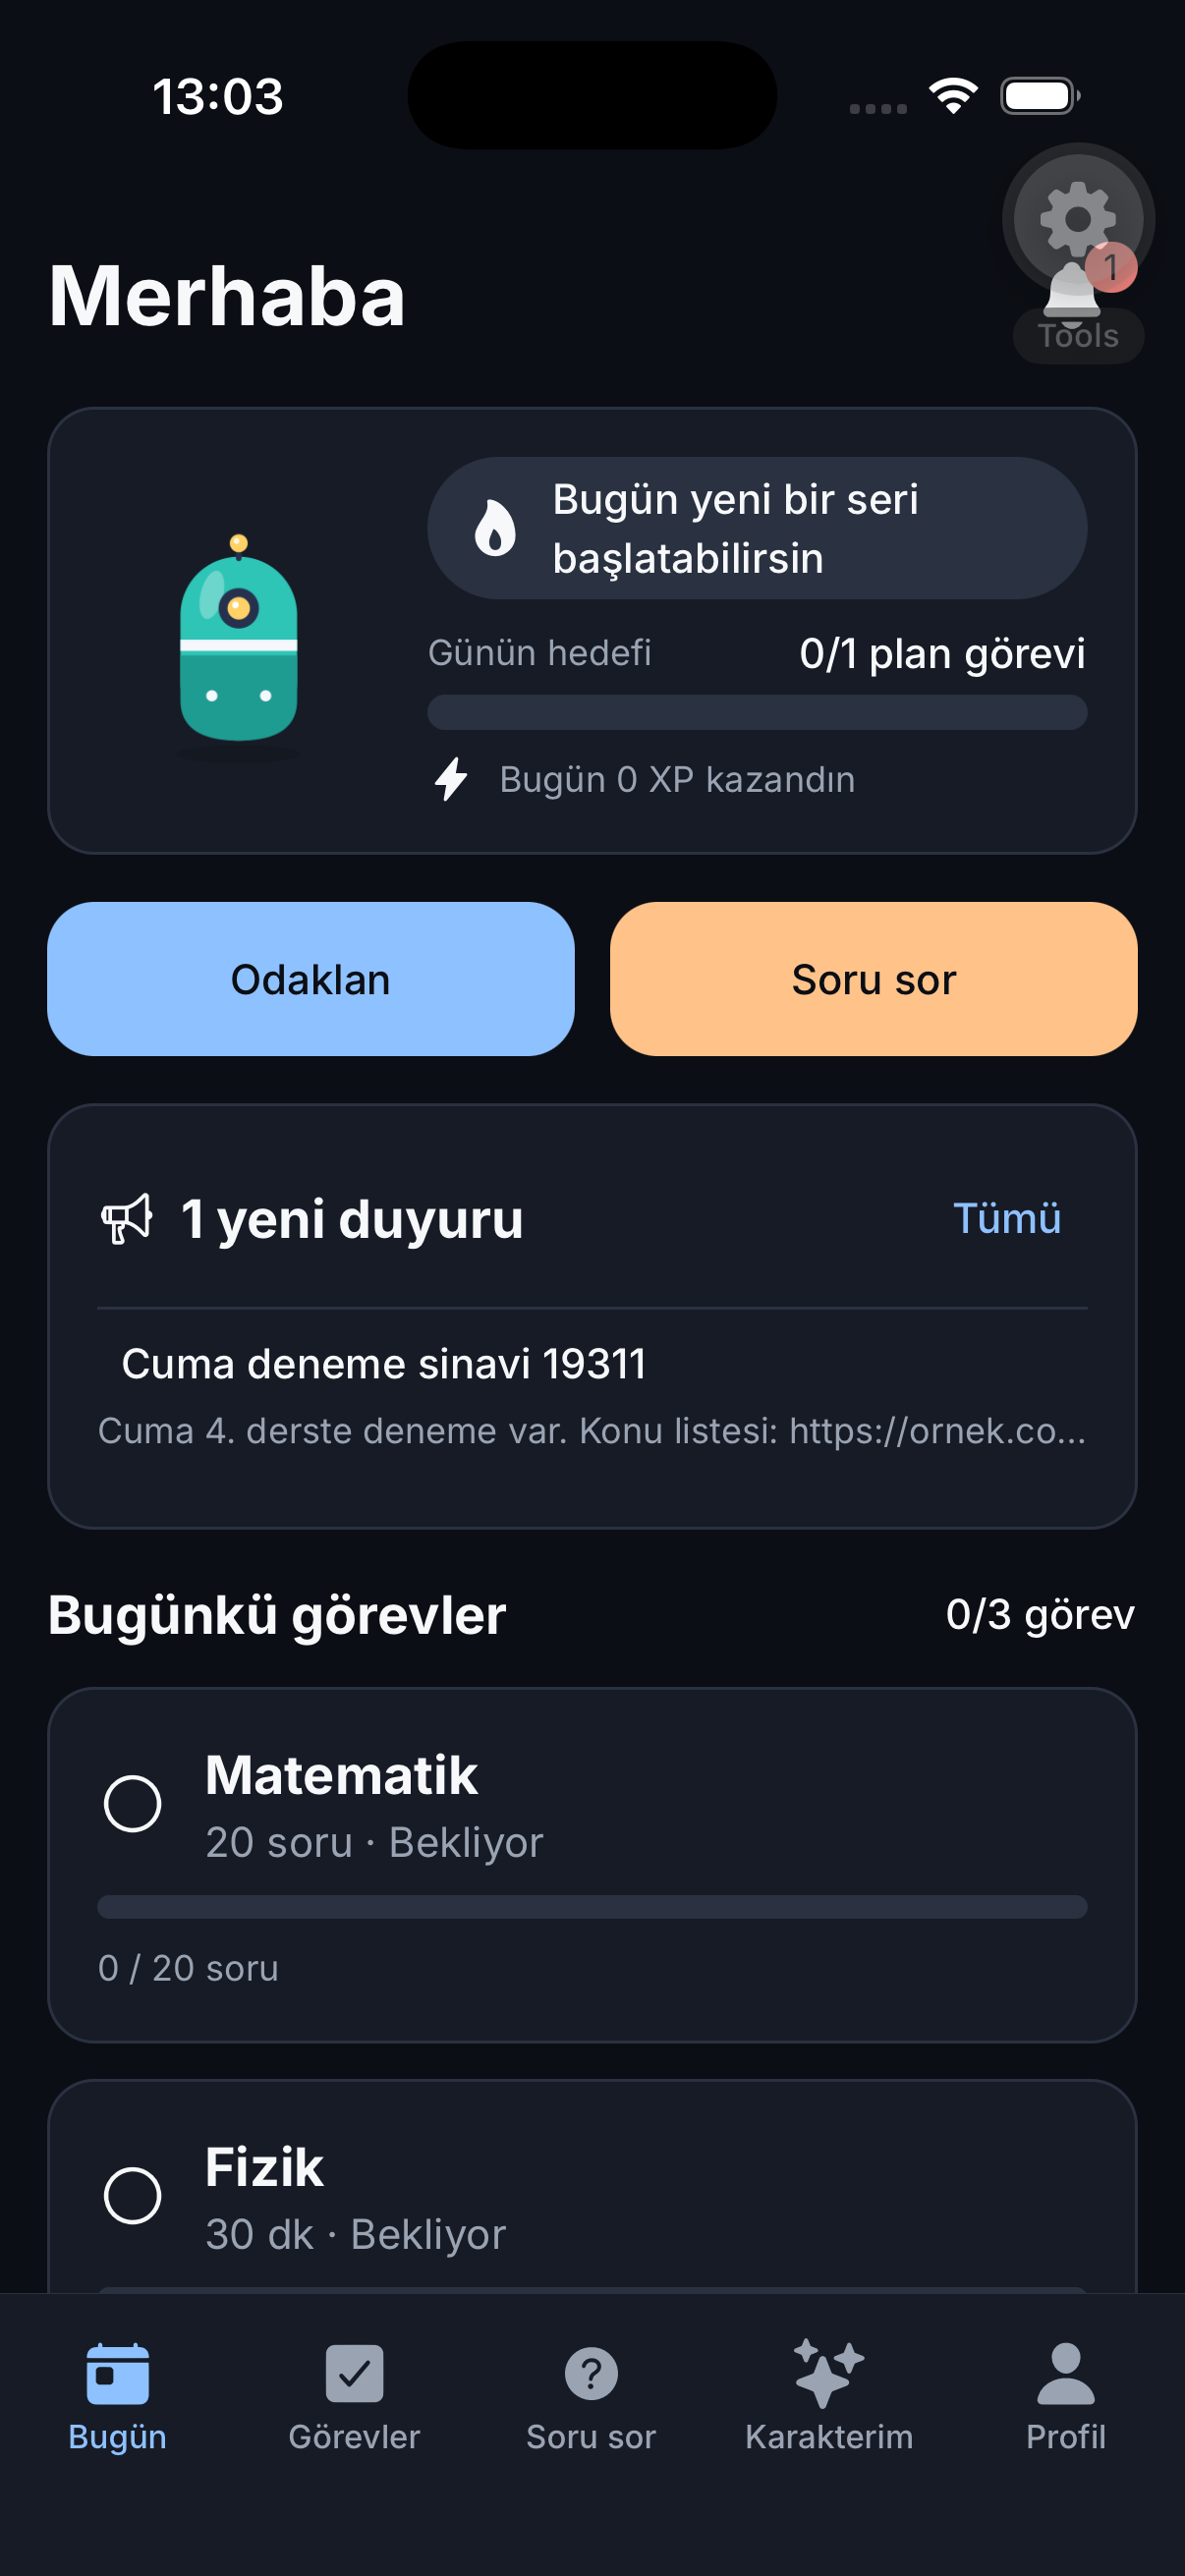 13:03
Merhaba
1
Tools
Bugün yeni bir seri
başlatabilirsin
Günün hedefi
0/1 plan görevi
Bugün 0 XP kazandın
Odaklan
Soru sor
1 yeni duyuru
Tümü
Cuma deneme sinavi 19311
Cuma 4. derste deneme var. Konu listesi: https://ornek.co...
Bugünkü görevler
0/3 görev
Matematik
20 soru · Bekliyor
0 / 20 soru
Fizik
30 dk · Bekliyor
Bugün
Görevler
Soru sor
Karakterim
Profil